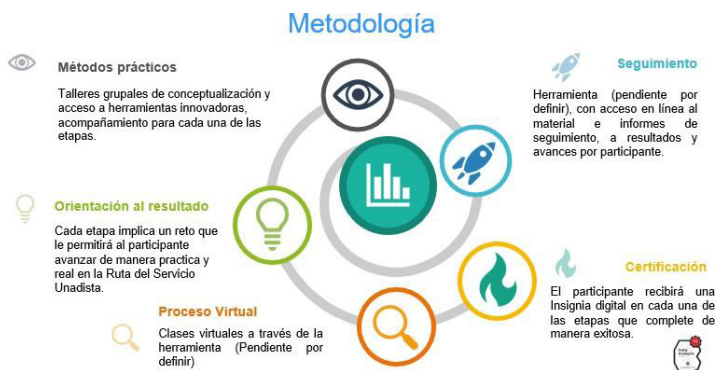 Metodología
Métodos prácticos
Talleres grupales de conceptualización y
acceso a herramientas innovadoras,
acompañamiento para cada una de las
etapas.
Seguimiento
Herramienta (pendiente por
definir), con acceso en línea al
material e informes de
seguimiento, a resultados y
avances por participante.
Orientación al resultado
Cada etapa implica un reto que
le permitirá al participante
avanzar de manera practica y
real en la Ruta del Servicio
Unadista.
Certificación
El participante recibirá una
Insignia digital en cada una de
las etapas que complete de
manera exitosa.
Proceso Virtual
Clases virtuales a través de la
herramienta (Pendiente por
definir)